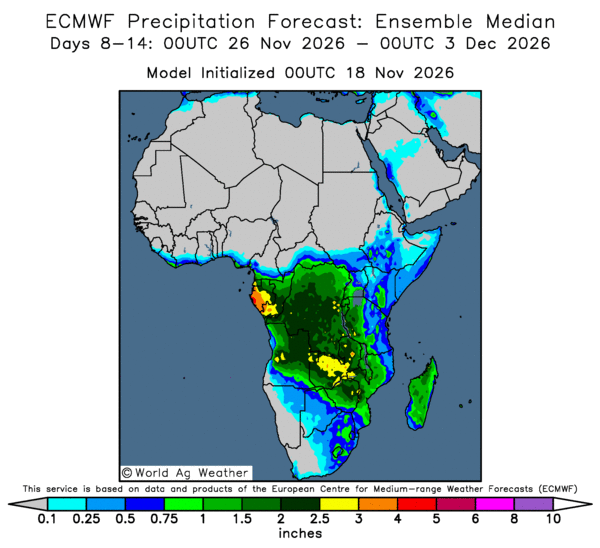 ECMWF Precipitation Forecast: Ensemble Median
Days 8-14: 00UTC 26 Nov 2026 - 00UTC 3 Dec 2026
Model Initialized 00UTC 18 Nov 2026
© World Ag Weather
This service is based on data and products of the European Centre for Medium-range Weather Forecasts (ECMWF)
0.1 0.25 0.5 0.75 1 1.5 2 2.5 3 4 5 6 8 10
inches